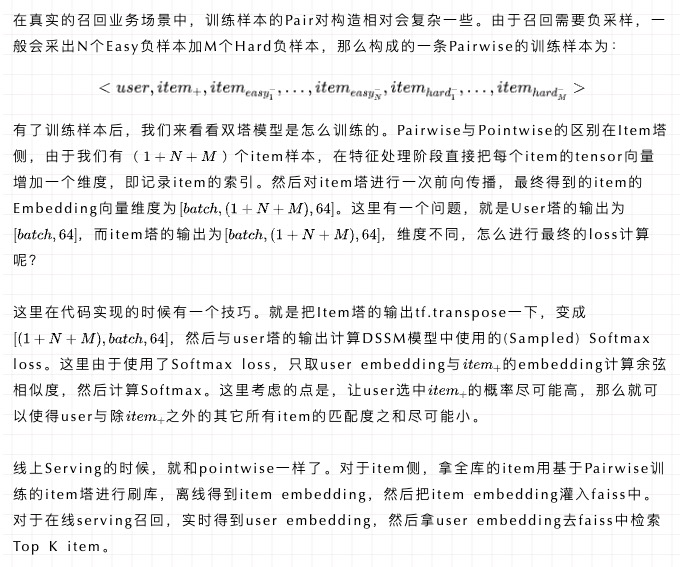 在真实的召回业务场景中，训练样本的Pair对构造相对会复杂一些。由于召回需要负采样，一
般会采出N个Easy负样本加M个Hard负样本，那么构成的一条Pairwise的训练样本为：
< user, item₊, item_{easy_1^-}, ..., item_{easy_N^-}, item_{hard_1^-}, ..., item_{hard_M^-} >
有了训练样本后，我们来看看双塔模型是怎么训练的。Pairwise与Pointwise的区别在Item塔
侧，由于我们有（1 + N + M）个item样本，在特征处理阶段直接把每个item的tensor向量
增加一个维度，即记录item的索引。然后对item塔进行一次前向传播，最终得到的item的
Embedding向量维度为[batch, (1 + N + M), 64]。这里有一个问题，就是User塔的输出为
[batch, 64]，而item塔的输出为[batch, (1 + N + M), 64]，维度不同，怎么进行最终的loss计算
呢？
这里在代码实现的时候有一个技巧。就是把Item塔的输出tf.transpose一下，变成
[(1 + N + M), batch, 64]，然后与user塔的输出计算DSSM模型中使用的(Sampled) Softmax
loss。这里由于使用了Softmax loss，只取user embedding与item₊的embedding计算余弦
相似度，然后计算Softmax。这里考虑的点是，让user选中item₊的概率尽可能高，那么就可
以使得user与除item₊之外的其它所有item的匹配度之和尽可能小。
线上Serving的时候，就和pointwise一样了。对于item侧，拿全库的item用基于Pairwise训
练的item塔进行刷库，离线得到item embedding，然后把item embedding灌入faiss中。
对于在线serving召回，实时得到user embedding，然后拿user embedding去faiss中检索
Top K item。